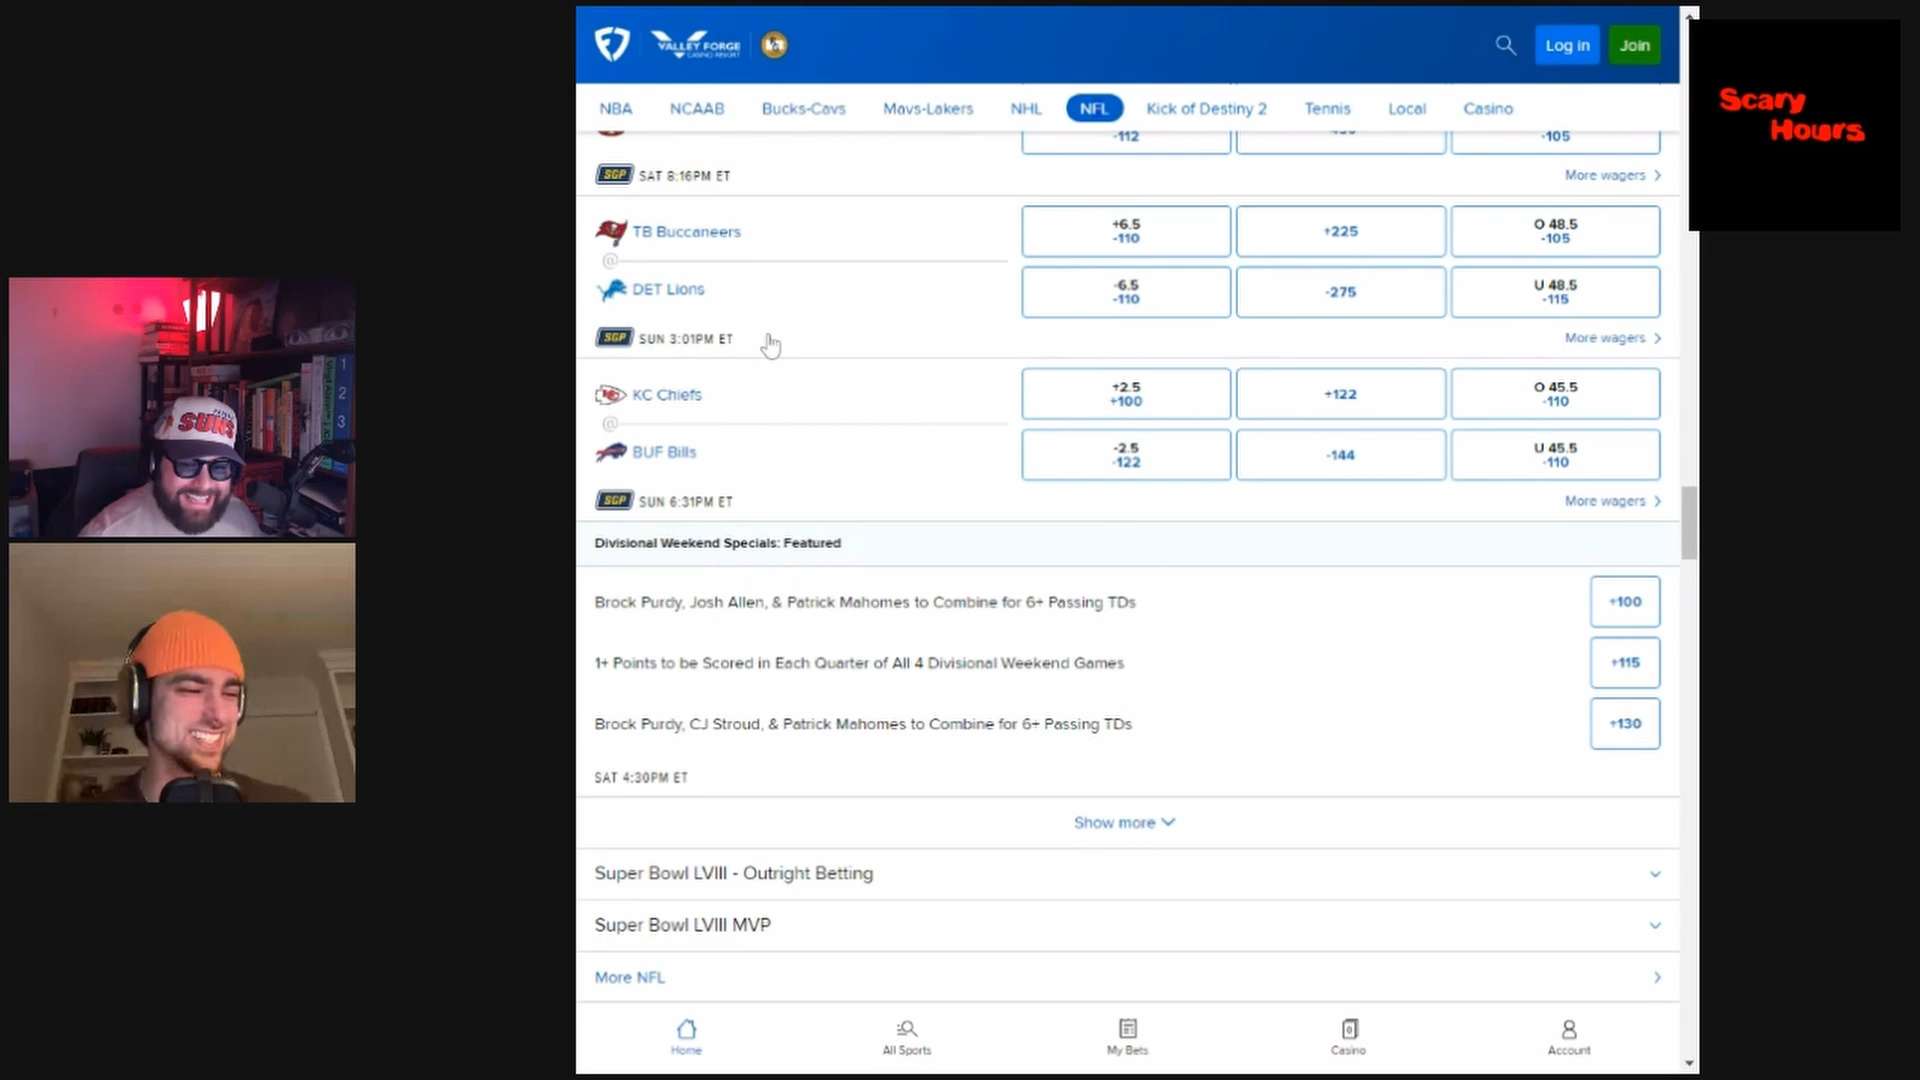 VALLEY FORGE
CASINO RESORT
Log in
Join
NBA NCAAB Bucks-Cavs Mavs-Lakers NHL NFL Kick of Destiny 2 Tennis Local Casino
-112 -105
SGP SAT 8:16PM ET More wagers
TB Buccaneers +6.5 -110 +225 O 48.5 -105
@
DET Lions -6.5 -110 -275 U 48.5 -115
SGP SUN 3:01PM ET More wagers
KC Chiefs +2.5 +100 +122 O 45.5 -110
@
BUF Bills -2.5 -122 -144 U 45.5 -110
SGP SUN 6:31PM ET More wagers
Divisional Weekend Specials: Featured
Brock Purdy, Josh Allen, & Patrick Mahomes to Combine for 6+ Passing TDs +100
1+ Points to be Scored in Each Quarter of All 4 Divisional Weekend Games +115
Brock Purdy, CJ Stroud, & Patrick Mahomes to Combine for 6+ Passing TDs +130
SAT 4:30PM ET
Show more
Super Bowl LVIII - Outright Betting
Super Bowl LVIII MVP
More NFL
Home All Sports My Bets Casino Account
Scary
Hours
SUNS
1
2
3